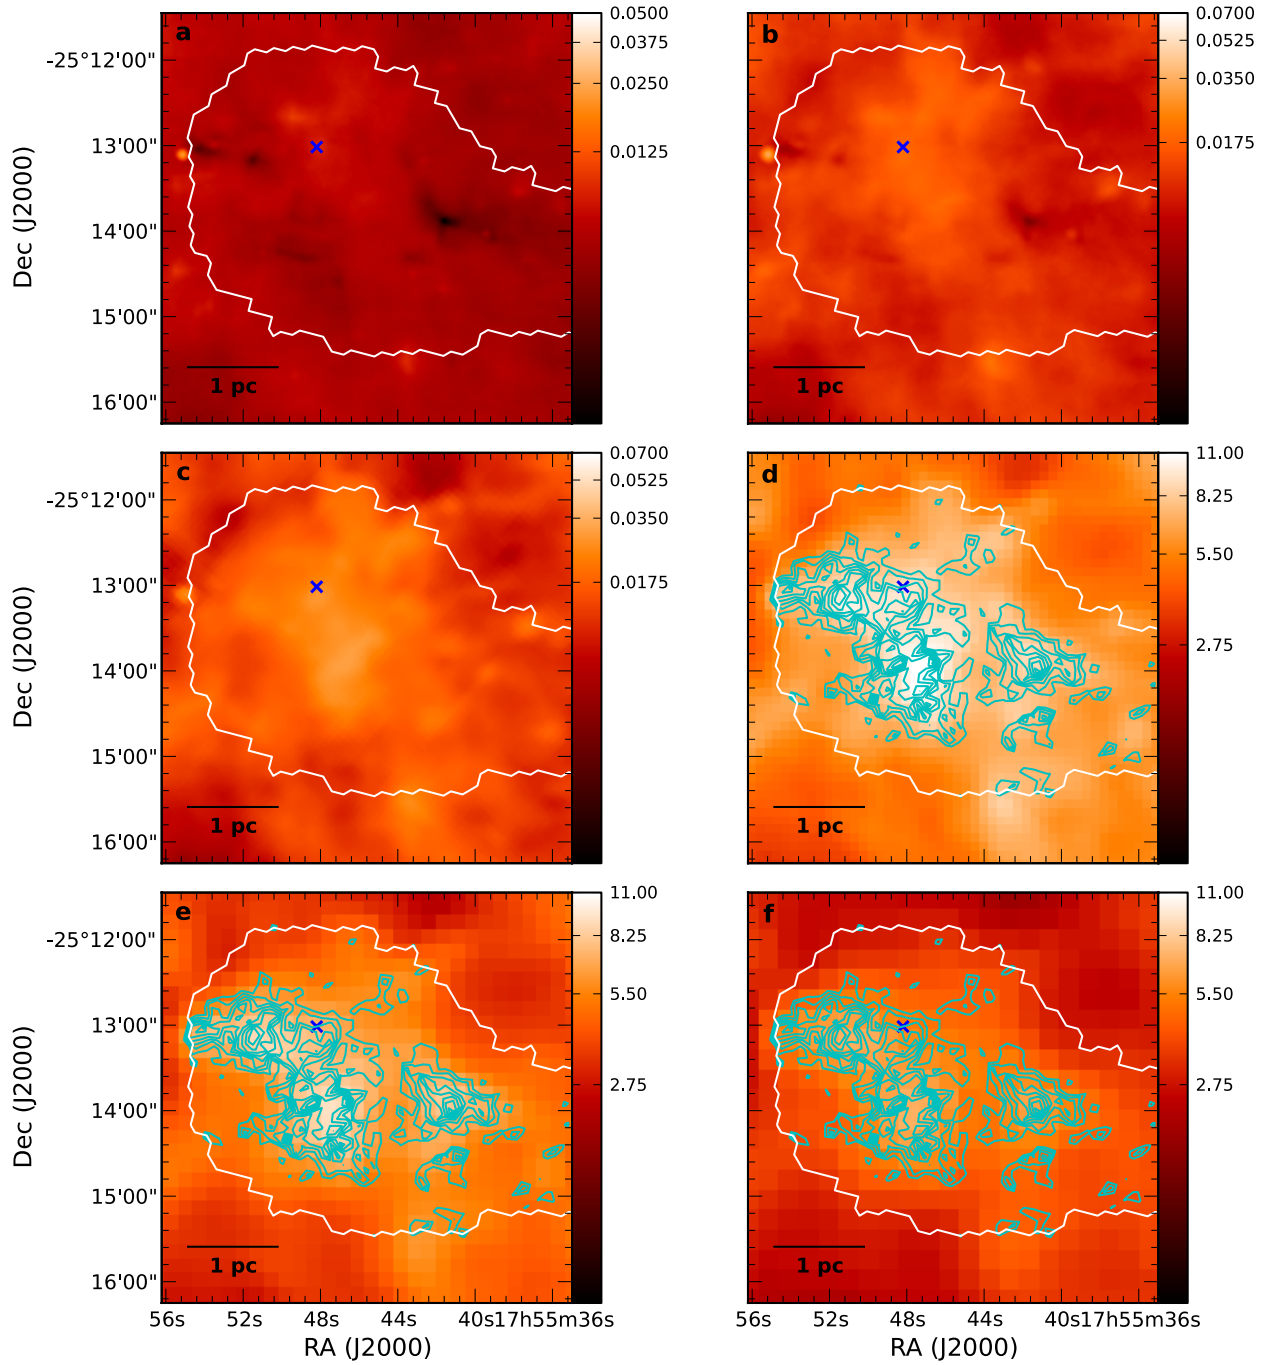 a
0.0500
0.0375
0.0250
0.0125
-25°12'00"
13'00"
14'00"
15'00"
16'00"
Dec (J2000)
1 pc
b
0.0700
0.0525
0.0350
0.0175
1 pc
c
0.0700
0.0525
0.0350
0.0175
-25°12'00"
13'00"
14'00"
15'00"
16'00"
Dec (J2000)
1 pc
d
11.00
8.25
5.50
2.75
1 pc
e
11.00
8.25
5.50
2.75
-25°12'00"
13'00"
14'00"
15'00"
16'00"
Dec (J2000)
1 pc
56s 52s 48s 44s 40s17h55m36s
RA (J2000)
f
11.00
8.25
5.50
2.75
1 pc
56s 52s 48s 44s 40s17h55m36s
RA (J2000)